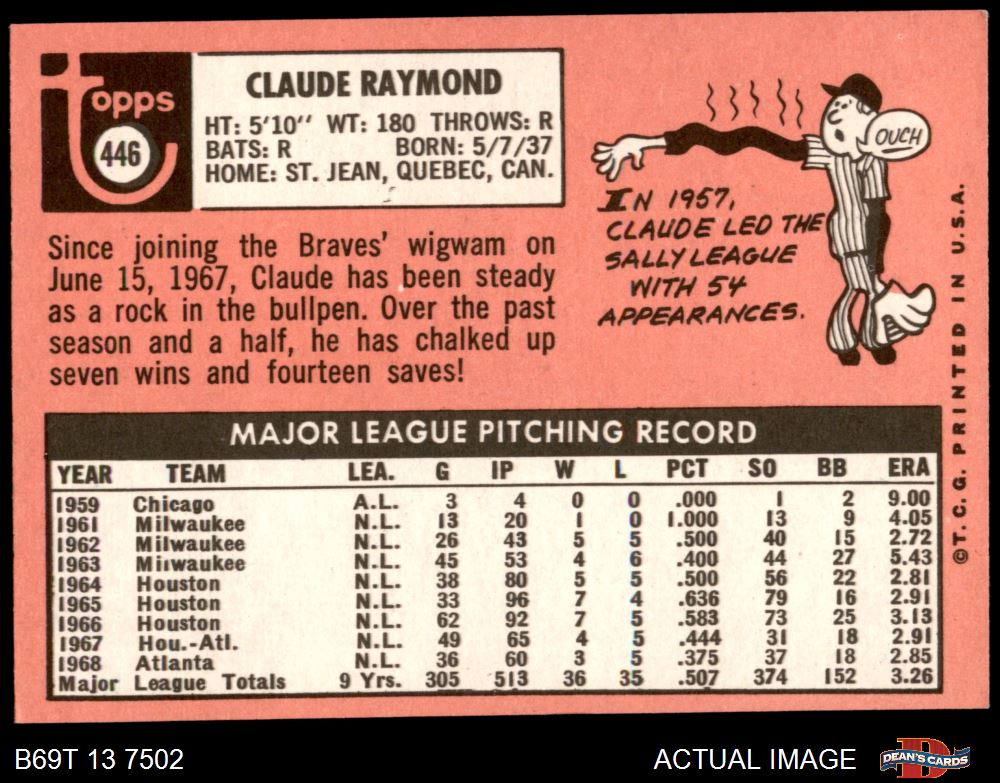 Topps
446
CLAUDE RAYMOND
HT: 5'10" WT: 180 THROWS: R
BATS: R BORN: 5/7/37
HOME: ST. JEAN, QUEBEC, CAN.
Since joining the Braves' wigwam on
June 15, 1967, Claude has been steady
as a rock in the bullpen. Over the past
season and a half, he has chalked up
seven wins and fourteen saves!
OUCH
IN 1957,
CLAUDE LED THE
SALLY LEAGUE
WITH 54
APPEARANCES.
MAJOR LEAGUE PITCHING RECORD
YEAR TEAM LEA. G IP W L PCT SO BB ERA
1959 Chicago A.L. 3 4 0 0 .000 1 2 9.00
1961 Milwaukee N.L. 13 20 1 0 1.000 13 9 4.05
1962 Milwaukee N.L. 26 43 5 5 .500 40 15 2.72
1963 Milwaukee N.L. 45 53 4 6 .400 44 27 5.43
1964 Houston N.L. 38 80 5 5 .500 56 22 2.81
1965 Houston N.L. 33 96 7 4 .636 79 16 2.91
1966 Houston N.L. 62 92 7 5 .583 73 25 3.13
1967 Hou.-Atl. N.L. 49 65 4 5 .444 31 18 2.91
1968 Atlanta N.L. 36 60 3 5 .375 37 18 2.85
Major League Totals 9 Yrs. 305 513 36 35 .507 374 152 3.26
©T. C. G. PRINTED IN U.S.A.
B69T 13 7502
ACTUAL IMAGE
D
DEAN'S CARDS